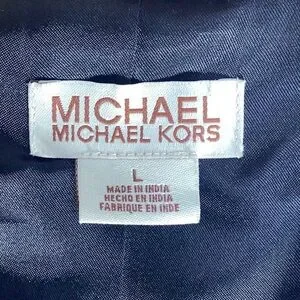 MICHAEL
MICHAEL KORS
L
MADE IN INDIA
HECHO EN INDIA
FABRIQUE EN INDE